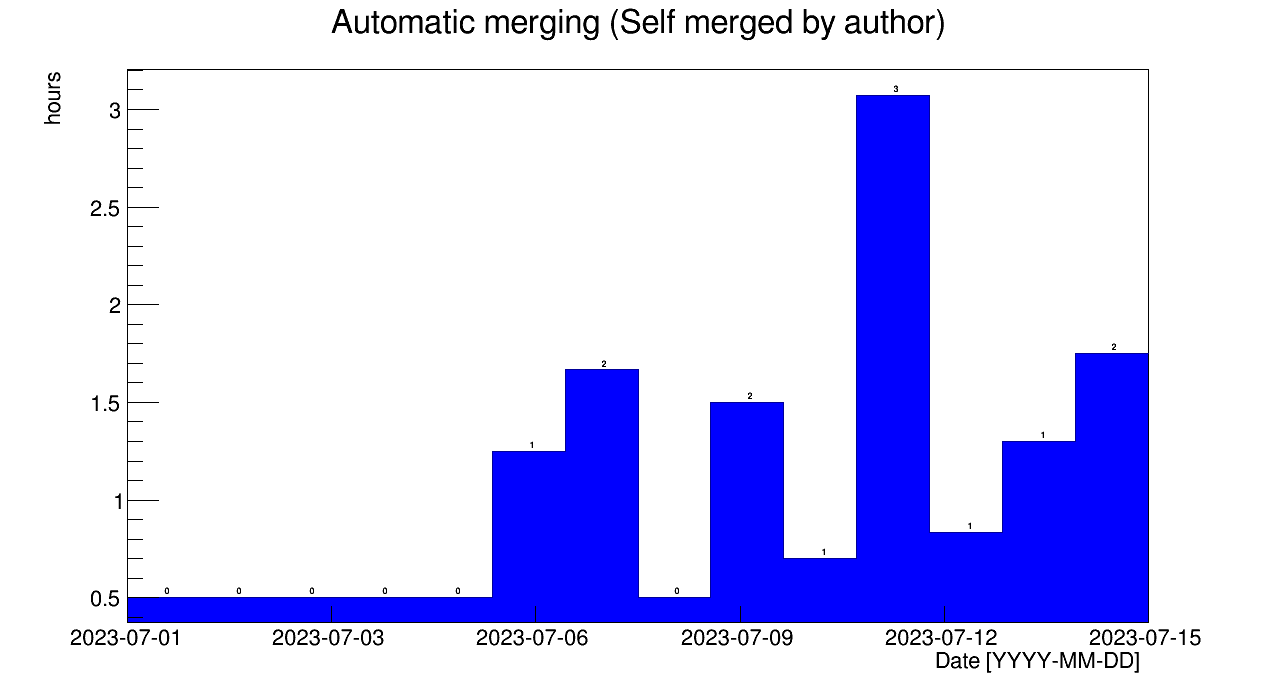 Automatic merging (Self merged by author)
hours
3
2.5
2
1.5
1
0.5
0 0 0 0 0 1 2 0 2 1 3 1 1 2
2023-07-01 2023-07-03 2023-07-06 2023-07-09 2023-07-12 2023-07-15
Date [YYYY-MM-DD]